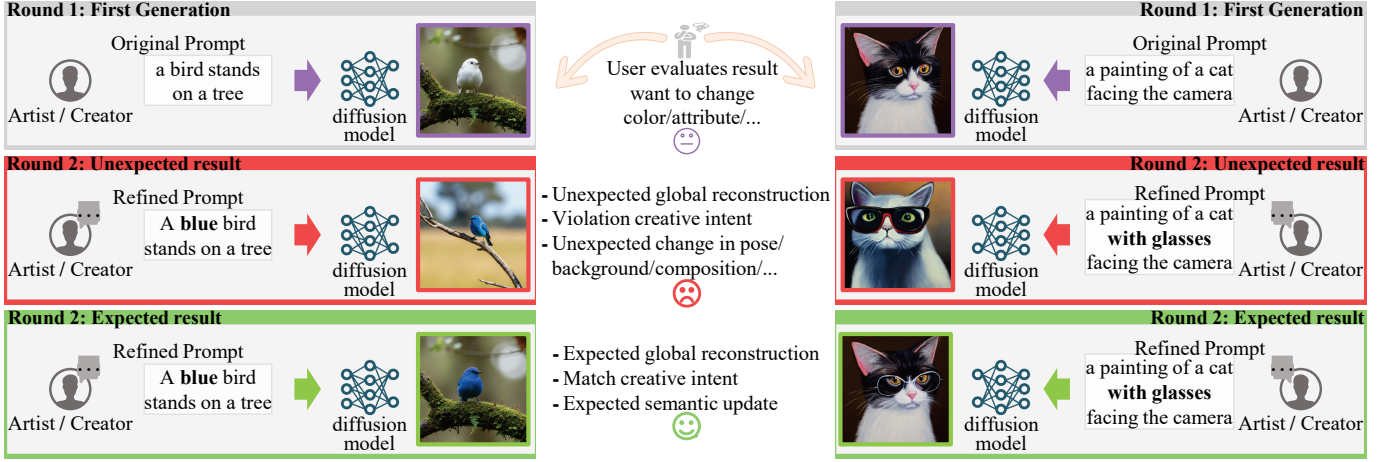 Round 1: First Generation
Original Prompt
a bird stands
on a tree
Artist / Creator
diffusion
model
User evaluates result
want to change
color/attribute/...
Round 1: First Generation
Original Prompt
a painting of a cat
facing the camera
diffusion
model
Artist / Creator
Round 2: Unexpected result
Refined Prompt
A blue bird
stands on a tree
Artist / Creator
diffusion
model
- Unexpected global reconstruction
- Violation creative intent
- Unexpected change in pose/
background/composition/...
Round 2: Unexpected result
Refined Prompt
a painting of a cat
with glasses
facing the camera
diffusion
model
Artist / Creator
Round 2: Expected result
Refined Prompt
A blue bird
stands on a tree
Artist / Creator
diffusion
model
- Expected global reconstruction
- Match creative intent
- Expected semantic update
Round 2: Expected result
Refined Prompt
a painting of a cat
with glasses
facing the camera
diffusion
model
Artist / Creator